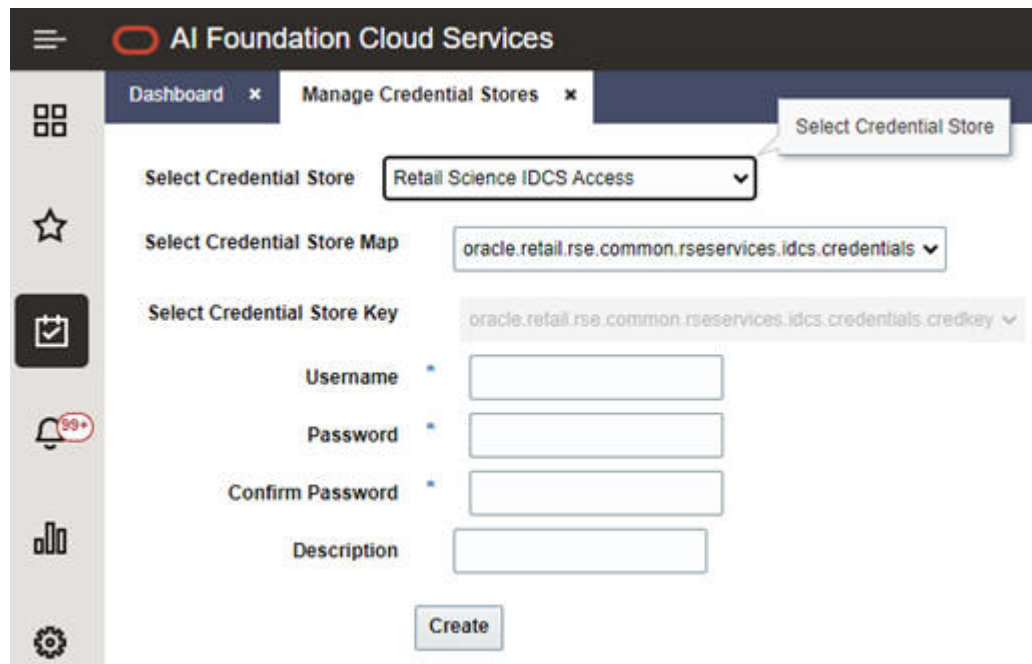 AI Foundation Cloud Services
Dashboard × Manage Credential Stores ×
Select Credential Store
Select Credential Store Retail Science IDCS Access
Select Credential Store Map oracle.retail.rse.common.rseservices.idcs.credentials
Select Credential Store Key oracle.retail.rse.common.rseservices.idcs.credentials.credkey
Username *
99+
Password *
Confirm Password *
Description
Create